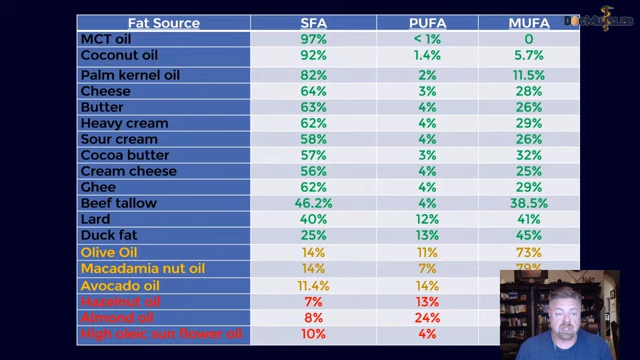 Fat Source SFA PUFA MUFA
MCT oil 97% < 1% 0
Coconut oil 92% 1.4% 5.7%
Palm kernel oil 82% 2% 11.5%
Cheese 64% 3% 28%
Butter 63% 4% 26%
Heavy cream 62% 4% 29%
Sour cream 58% 4% 26%
Cocoa butter 57% 3% 32%
Cream cheese 56% 4% 25%
Ghee 62% 4% 29%
Beef tallow 46.2% 4% 38.5%
Lard 40% 12% 41%
Duck fat 25% 13% 45%
Olive Oil 14% 11% 73%
Macadamia nut oil 14% 7% 79%
Avocado oil 11.4% 14%
Hazelnut oil 7% 13%
Almond oil 8% 24%
High oleic sun flower oil 10% 4%